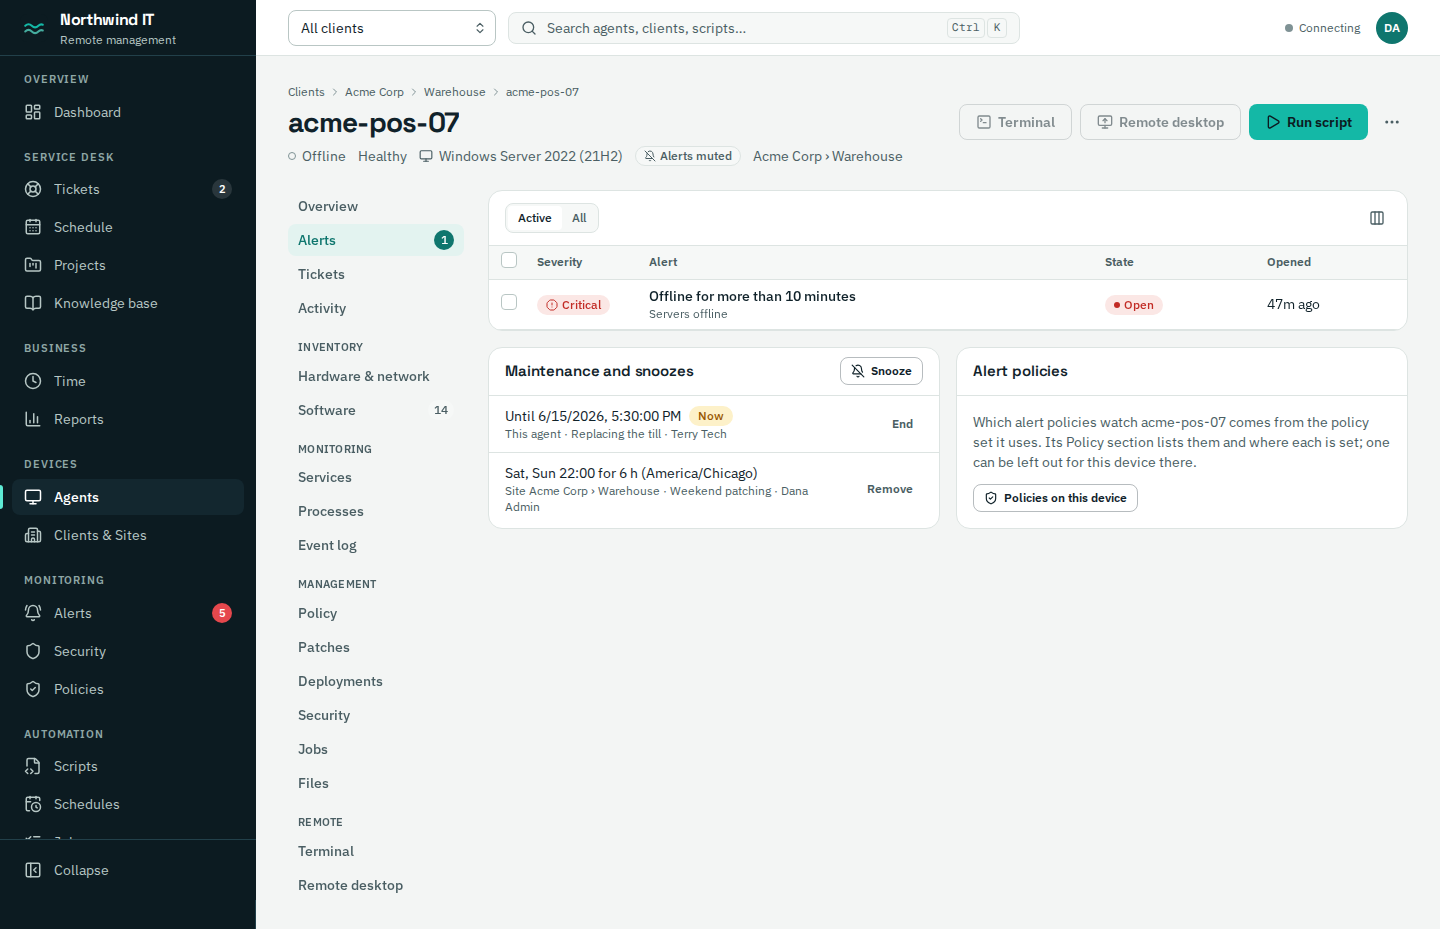 Northwind IT
Remote management
OVERVIEW
Dashboard
SERVICE DESK
Tickets 2
Schedule
Projects
Knowledge base
BUSINESS
Time
Reports
DEVICES
Agents
Clients & Sites
MONITORING
Alerts 5
Security
Policies
AUTOMATION
Scripts
Schedules
Collapse
All clients
Search agents, clients, scripts...
Ctrl K
Connecting
DA
Clients > Acme Corp > Warehouse > acme-pos-07
acme-pos-07
Terminal
Remote desktop
Run script
Offline Healthy Windows Server 2022 (21H2) Alerts muted Acme Corp › Warehouse
Overview
Alerts 1
Tickets
Activity
INVENTORY
Hardware & network
Software 14
MONITORING
Services
Processes
Event log
MANAGEMENT
Policy
Patches
Deployments
Security
Jobs
Files
REMOTE
Terminal
Remote desktop
Active All
Severity Alert State Opened
Critical Offline for more than 10 minutes Open 47m ago
Servers offline
Maintenance and snoozes
Snooze
Until 6/15/2026, 5:30:00 PM Now
This agent · Replacing the till · Terry Tech
End
Sat, Sun 22:00 for 6 h (America/Chicago)
Site Acme Corp › Warehouse · Weekend patching · Dana
Admin
Remove
Alert policies
Which alert policies watch acme-pos-07 comes from the policy
set it uses. Its Policy section lists them and where each is set; one
can be left out for this device there.
Policies on this device